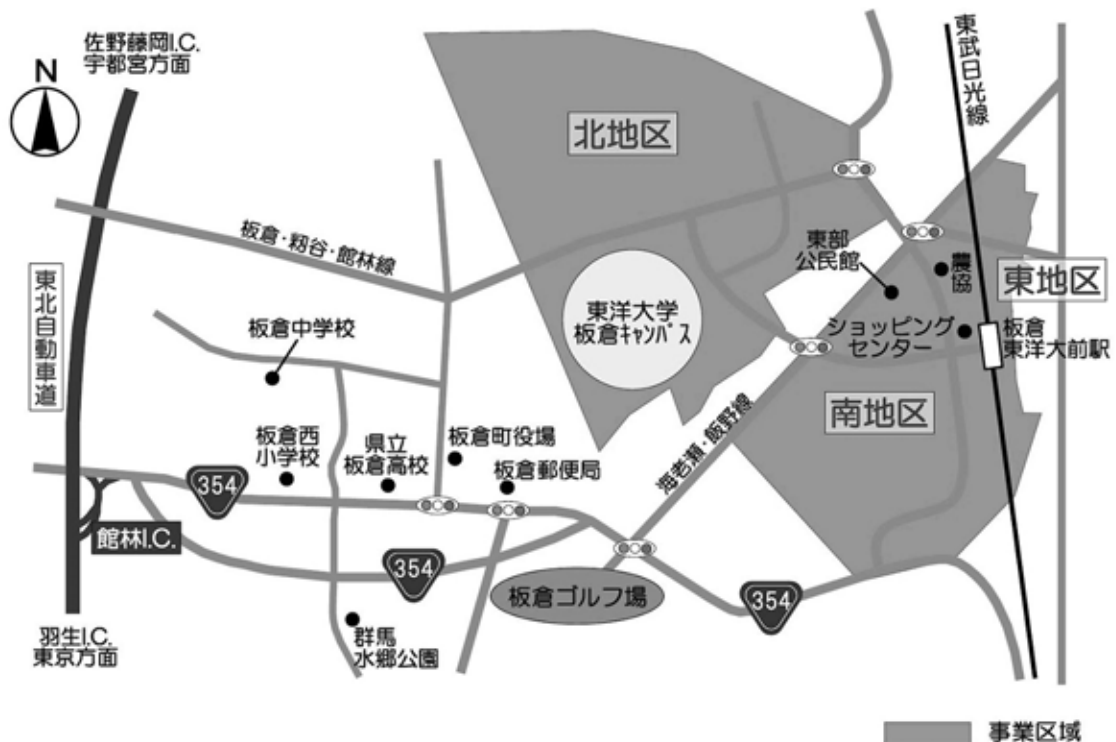 佐野藤岡I.C.
宇都宮方面
N
東武日光線
北地区
板倉・籾谷・館林線
東部
公民館
農協
東地区
東北自動車道
東洋大学
板倉キャンパス
板倉中学校
ショッピング
センター
板倉
東洋大前駅
南地区
海老瀬・飯野線
板倉西
小学校
県立
板倉高校
板倉町役場
板倉郵便局
354
館林I.C.
354
板倉ゴルフ場
354
羽生I.C.
東京方面
群馬
水郷公園
事業区域